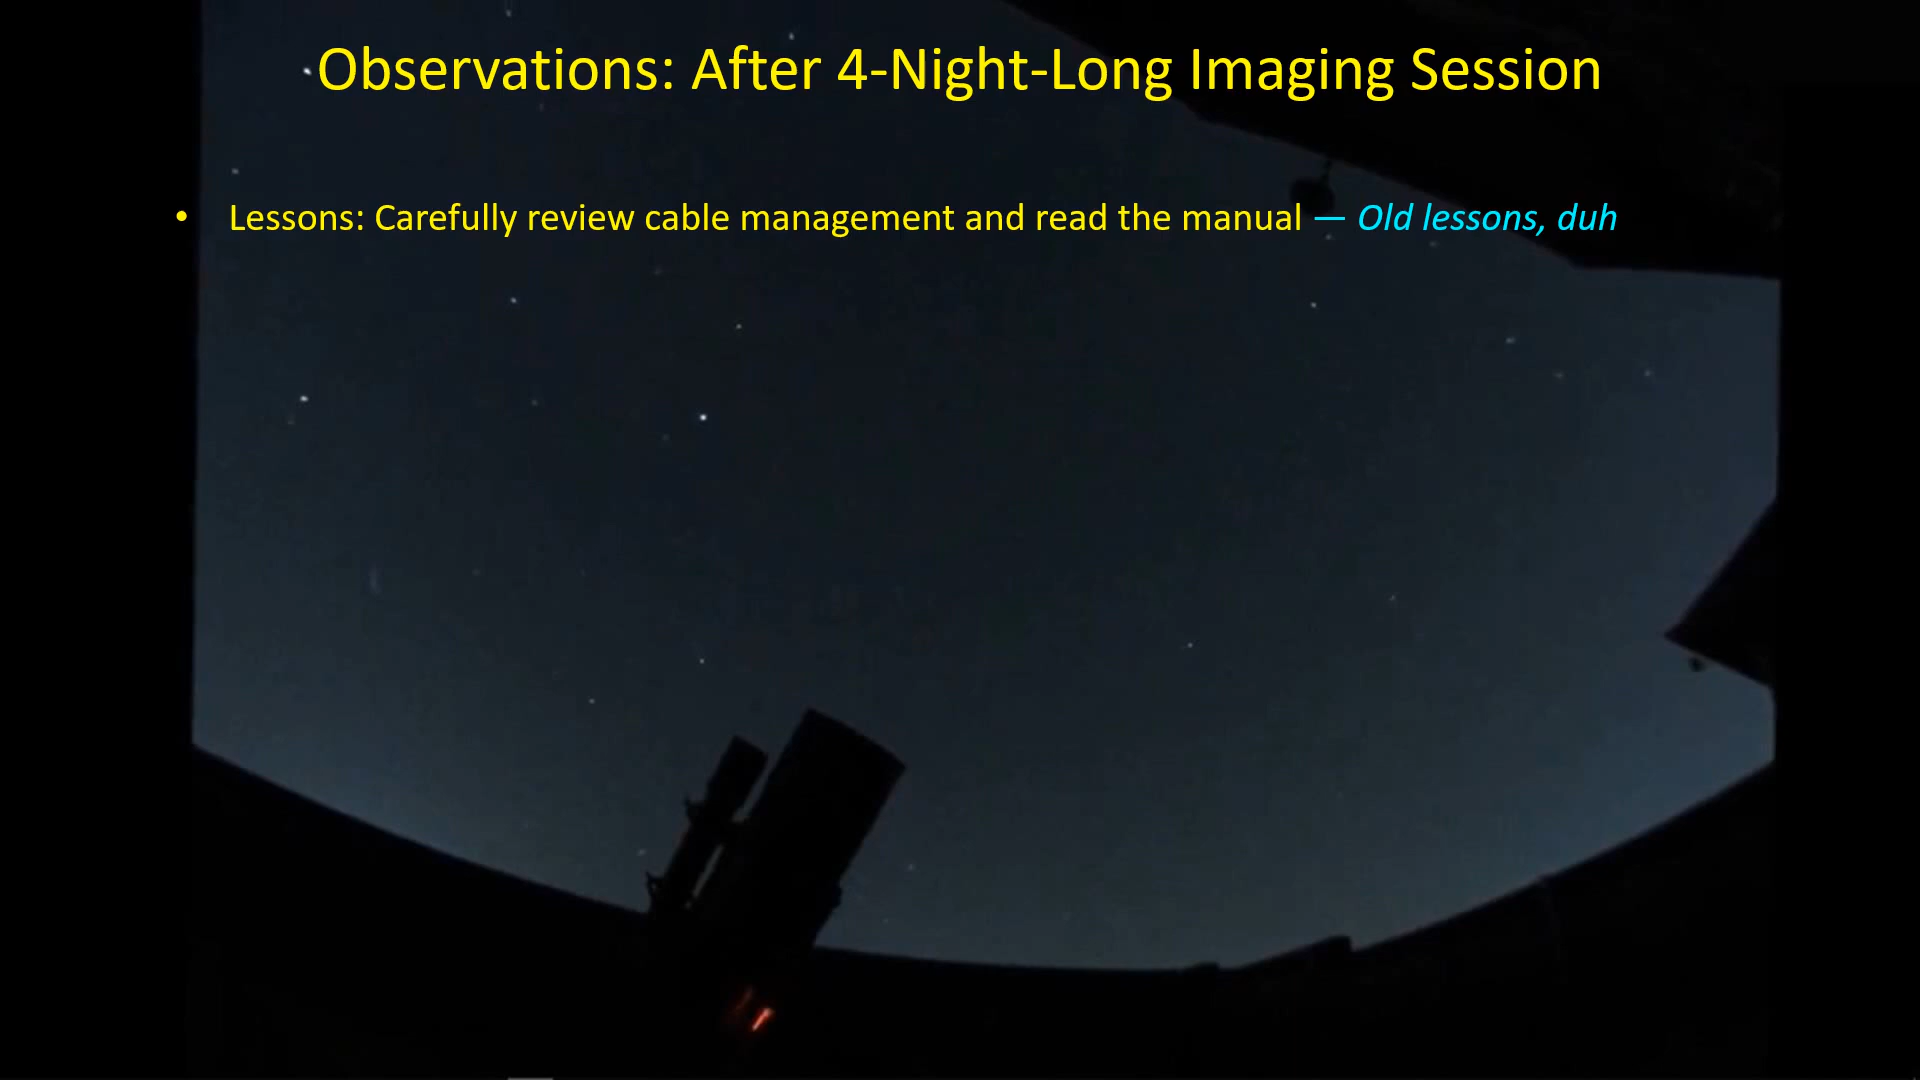 Observations: After 4-Night-Long Imaging Session
• Lessons: Carefully review cable management and read the manual — Old lessons, duh